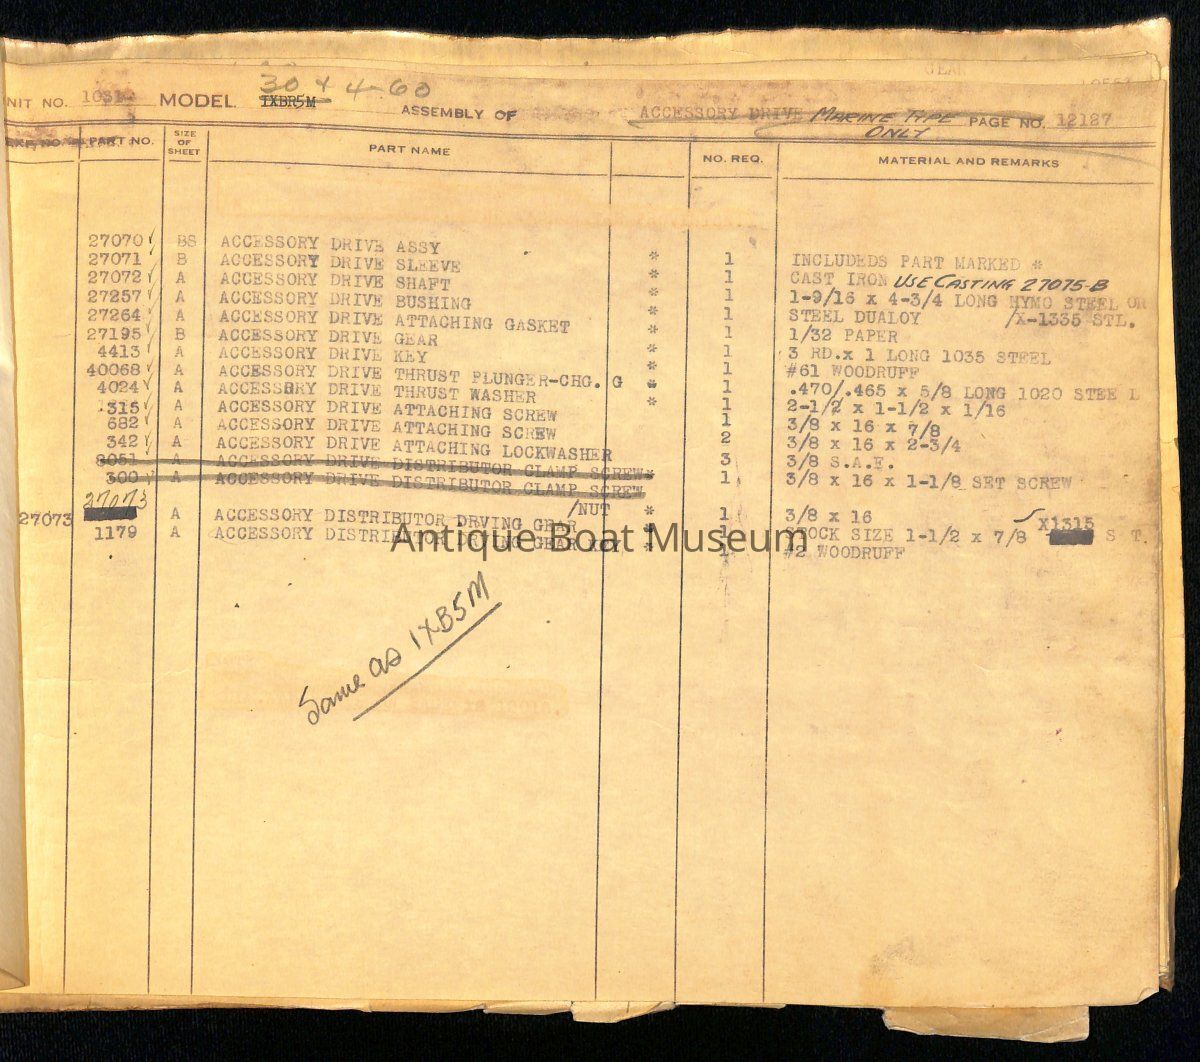 NIT NO. MODEL 30 X 4-60
1XBR5M
ASSEMBLY OF ACCESSORY DRIVE MARINE TYPE ONLY PAGE NO. 12187
PART NO. SIZE OF SHEET PART NAME NO. REQ. MATERIAL AND REMARKS
27070 ✓ BS ACCESSORY DRIVE ASSY 1 INCLUDEDS PART MARKED *
27071 ✓ B ACCESSORY DRIVE SLEEVE * 1 CAST IRON USE CASTING 27075-B
27072 ✓ A ACCESSORY DRIVE SHAFT * 1 1-9/16 x 4-3/4 LONG HYMO STEEL OR
27257 ✓ A ACCESSORY DRIVE BUSHING * 1 STEEL DUALOY /X-1335 STL.
27264 ✓ A ACCESSORY DRIVE ATTACHING GASKET * 1 1/32 PAPER
27195 ✓ B ACCESSORY DRIVE GEAR * 1 3 RD.x 1 LONG 1035 STEEL
4413 ✓ A ACCESSORY DRIVE KEY * 1 #61 WOODRUFF
40068 ✓ A ACCESSORY DRIVE THRUST PLUNGER-CHG. G * 1 .470/.465 x 5/8 LONG 1020 STEE L
4024 ✓ A ACCESSORY DRIVE THRUST WASHER * 1 2-1/2 x 1-1/2 x 1/16
315 ✓ A ACCESSORY DRIVE ATTACHING SCREW 1 3/8 x 16 x 7/8
682 ✓ A ACCESSORY DRIVE ATTACHING SCREW 2 3/8 x 16 x 2-3/4
342 ✓ A ACCESSORY DRIVE ATTACHING LOCKWASHER 3 3/8 S.A.E.
8051 A ACCESSORY DRIVE DISTRIBUTOR CLAMP SCREW * 1 3/8 x 16 x 1-1/8 SET SCREW
300 ✓ A ACCESSORY DRIVE DISTRIBUTOR CLAMP SCREW
/NUT * 1 3/8 x 16
27073
27073 A ACCESSORY DISTRIBUTOR DRVING GEAR * 1 STOCK SIZE 1-1/2 x 7/8 X1315 S T.
1179 A ACCESSORY DISTRIBUTOR DRVING GEAR KEY * 1 #2 WOODRUFF
Antique Boat Museum
Same as 1XB5M